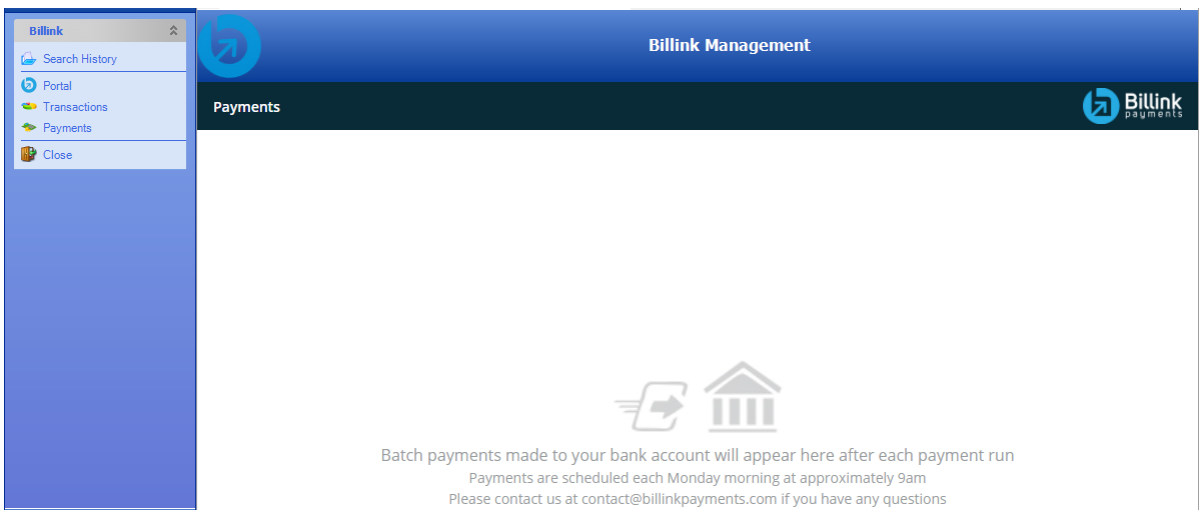 Billink
Search History
Portal
Transactions
Payments
Close
Billink Management
Payments
Billink
payments
Batch payments made to your bank account will appear here after each payment run
Payments are scheduled each Monday morning at approximately 9am
Please contact us at contact@billinkpayments.com if you have any questions